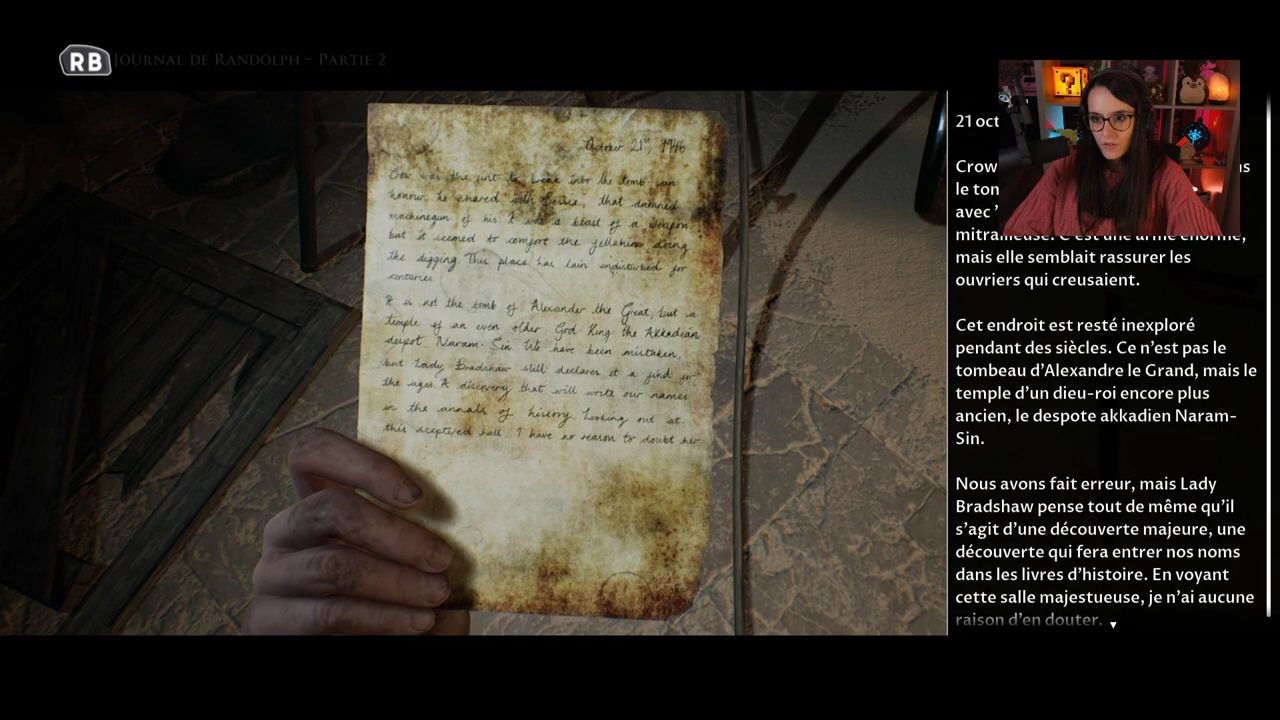 RB
JOURNAL DE RANDOLPH - PARTIE 2
October 21st, 1946
Crow was the first to break into the tomb, an
honour he shared with Bessie, that damned
machinegun of his. It was a beast of a weapon,
but it seemed to comfort the fellahin doing
the digging. This place has lain undisturbed for
centuries.
It is not the tomb of Alexander the Great, but a
temple of an even older God King: the Akkadian
despot Naram-Sin. We have been mistaken,
but Lady Bradshaw still declares it a find for
the ages. A discovery that will write our names
in the annals of history. Looking out at
this sceptered hall, I have no reason to doubt her
21 oct
Crow
le tom
avec
mitrailleuse. C'est une arme énorme,
mais elle semblait rassurer les
ouvriers qui creusaient.
Cet endroit est resté inexploré
pendant des siècles. Ce n'est pas le
tombeau d'Alexandre le Grand, mais le
temple d'un dieu-roi encore plus
ancien, le despote akkadien Naram-
Sin.
Nous avons fait erreur, mais Lady
Bradshaw pense tout de même qu'il
s'agit d'une découverte majeure, une
découverte qui fera entrer nos noms
dans les livres d'histoire. En voyant
cette salle majestueuse, je n'ai aucune
raison d'en douter.